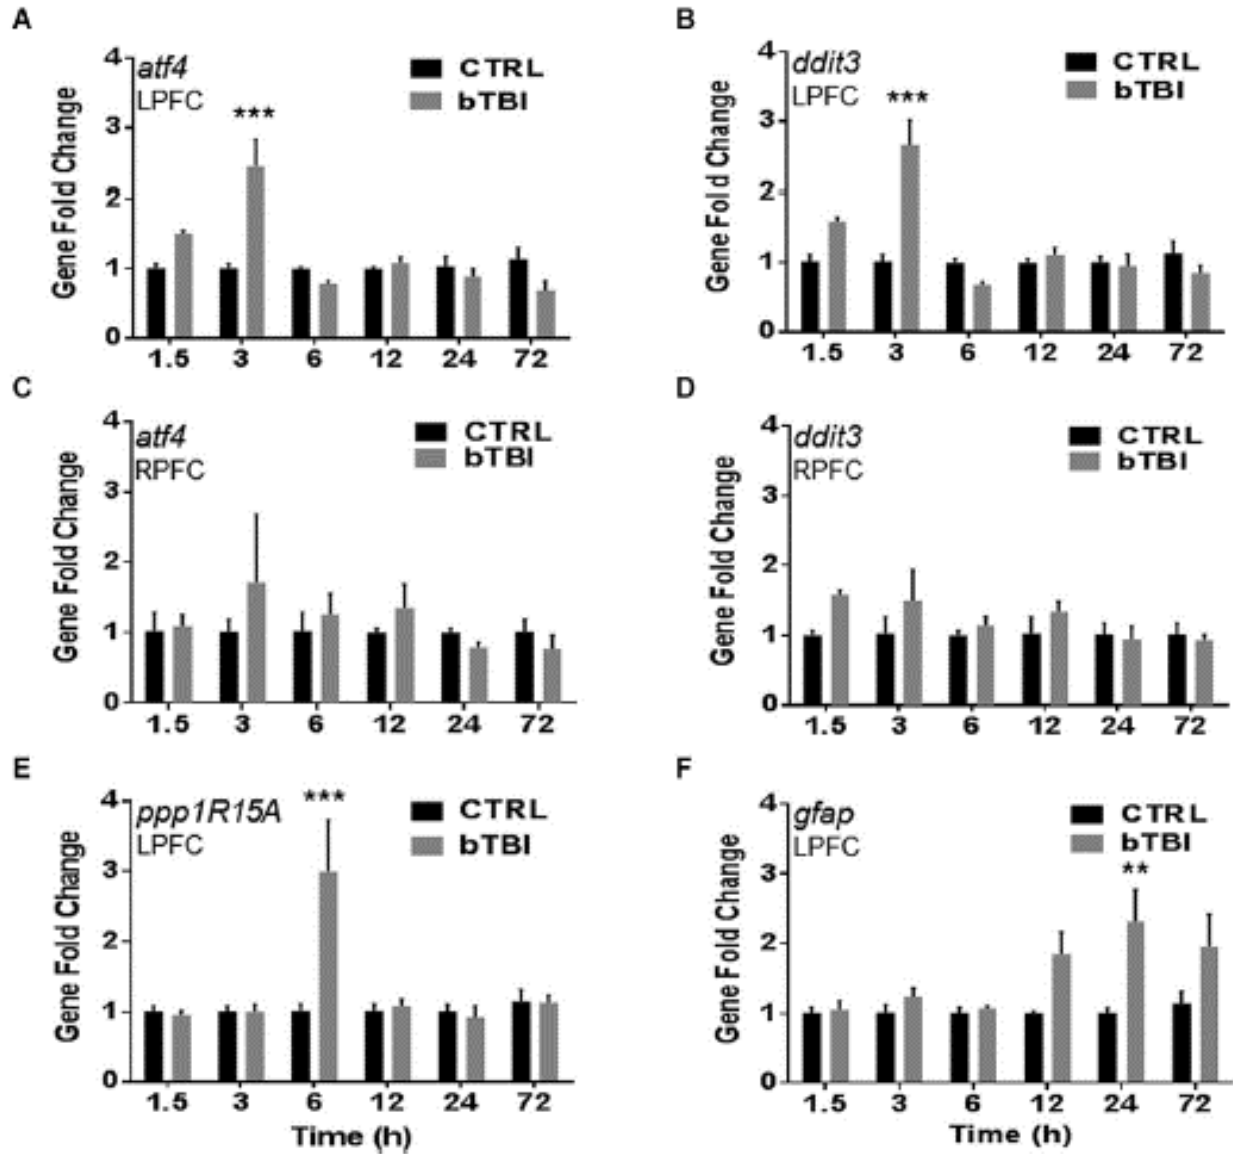 A
atf4
LPFC
CTRL
bTBI
***
Gene Fold Change
4
3
2
1
0
1.5 3 6 12 24 72
B
ddit3
LPFC
CTRL
bTBI
***
Gene Fold Change
4
3
2
1
0
1.5 3 6 12 24 72
C
atf4
RPFC
CTRL
bTBI
Gene Fold Change
4
3
2
1
0
1.5 3 6 12 24 72
D
ddit3
RPFC
CTRL
bTBI
Gene Fold Change
4
3
2
1
0
1.5 3 6 12 24 72
E
ppp1R15A
LPFC
CTRL
bTBI
***
Gene Fold Change
4
3
2
1
0
1.5 3 6 12 24 72
Time (h)
F
gfap
LPFC
CTRL
bTBI
**
Gene Fold Change
4
3
2
1
0
1.5 3 6 12 24 72
Time (h)